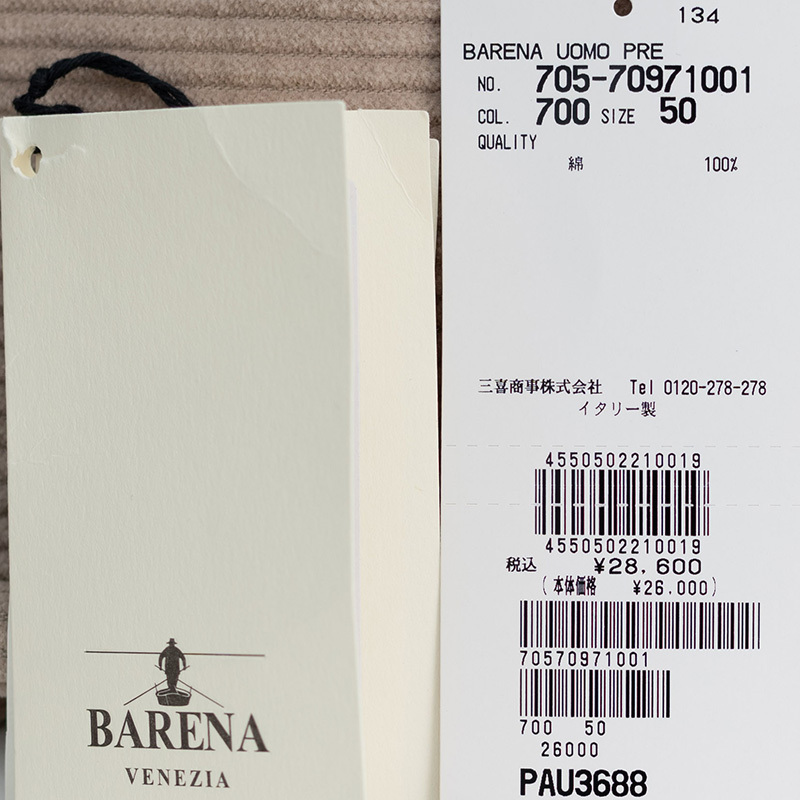 BARENA
VENEZIA
134
BARENA UOMO PRE
NO. 705-70971001
COL. 700 SIZE 50
QUALITY
綿 100%
三喜商事株式会社 Tel 0120-278-278
イタリー製
4550502210019
4550502210019
税込 ¥28,600
(本体価格 ¥26.000)
70570971001
700 50
26000
PAU3688